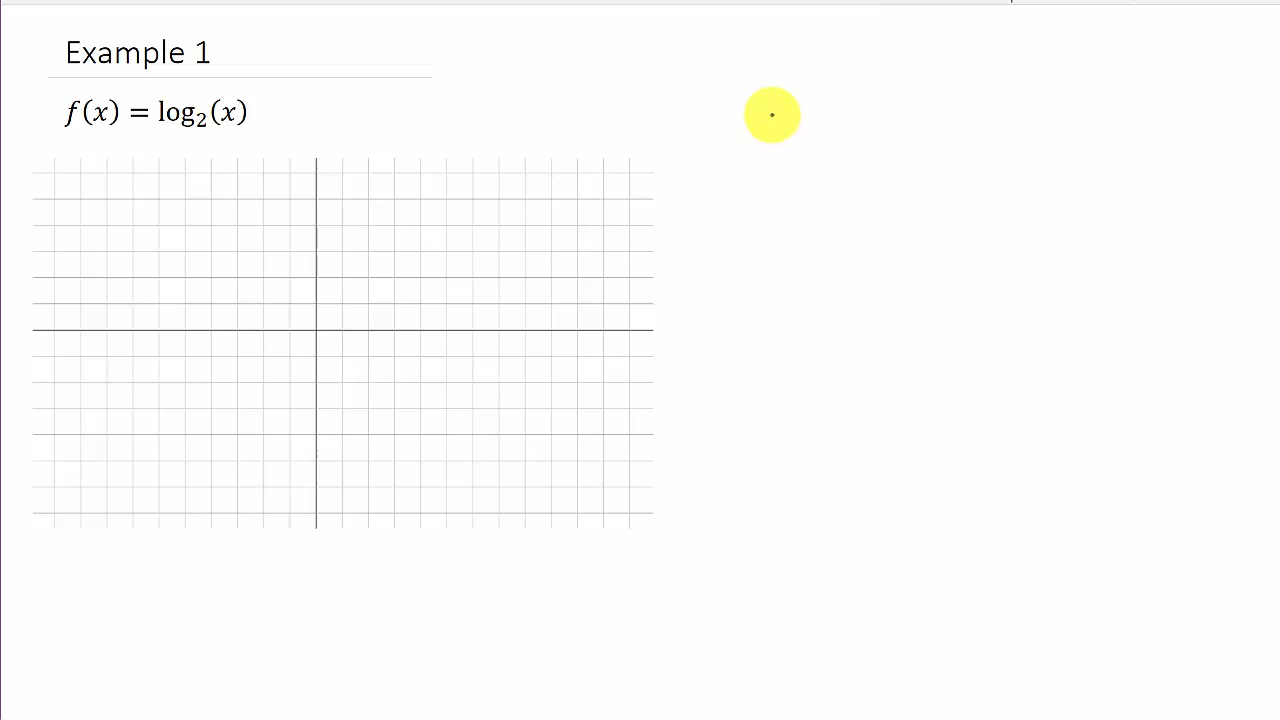 Example 1
f(x) = log₂(x)